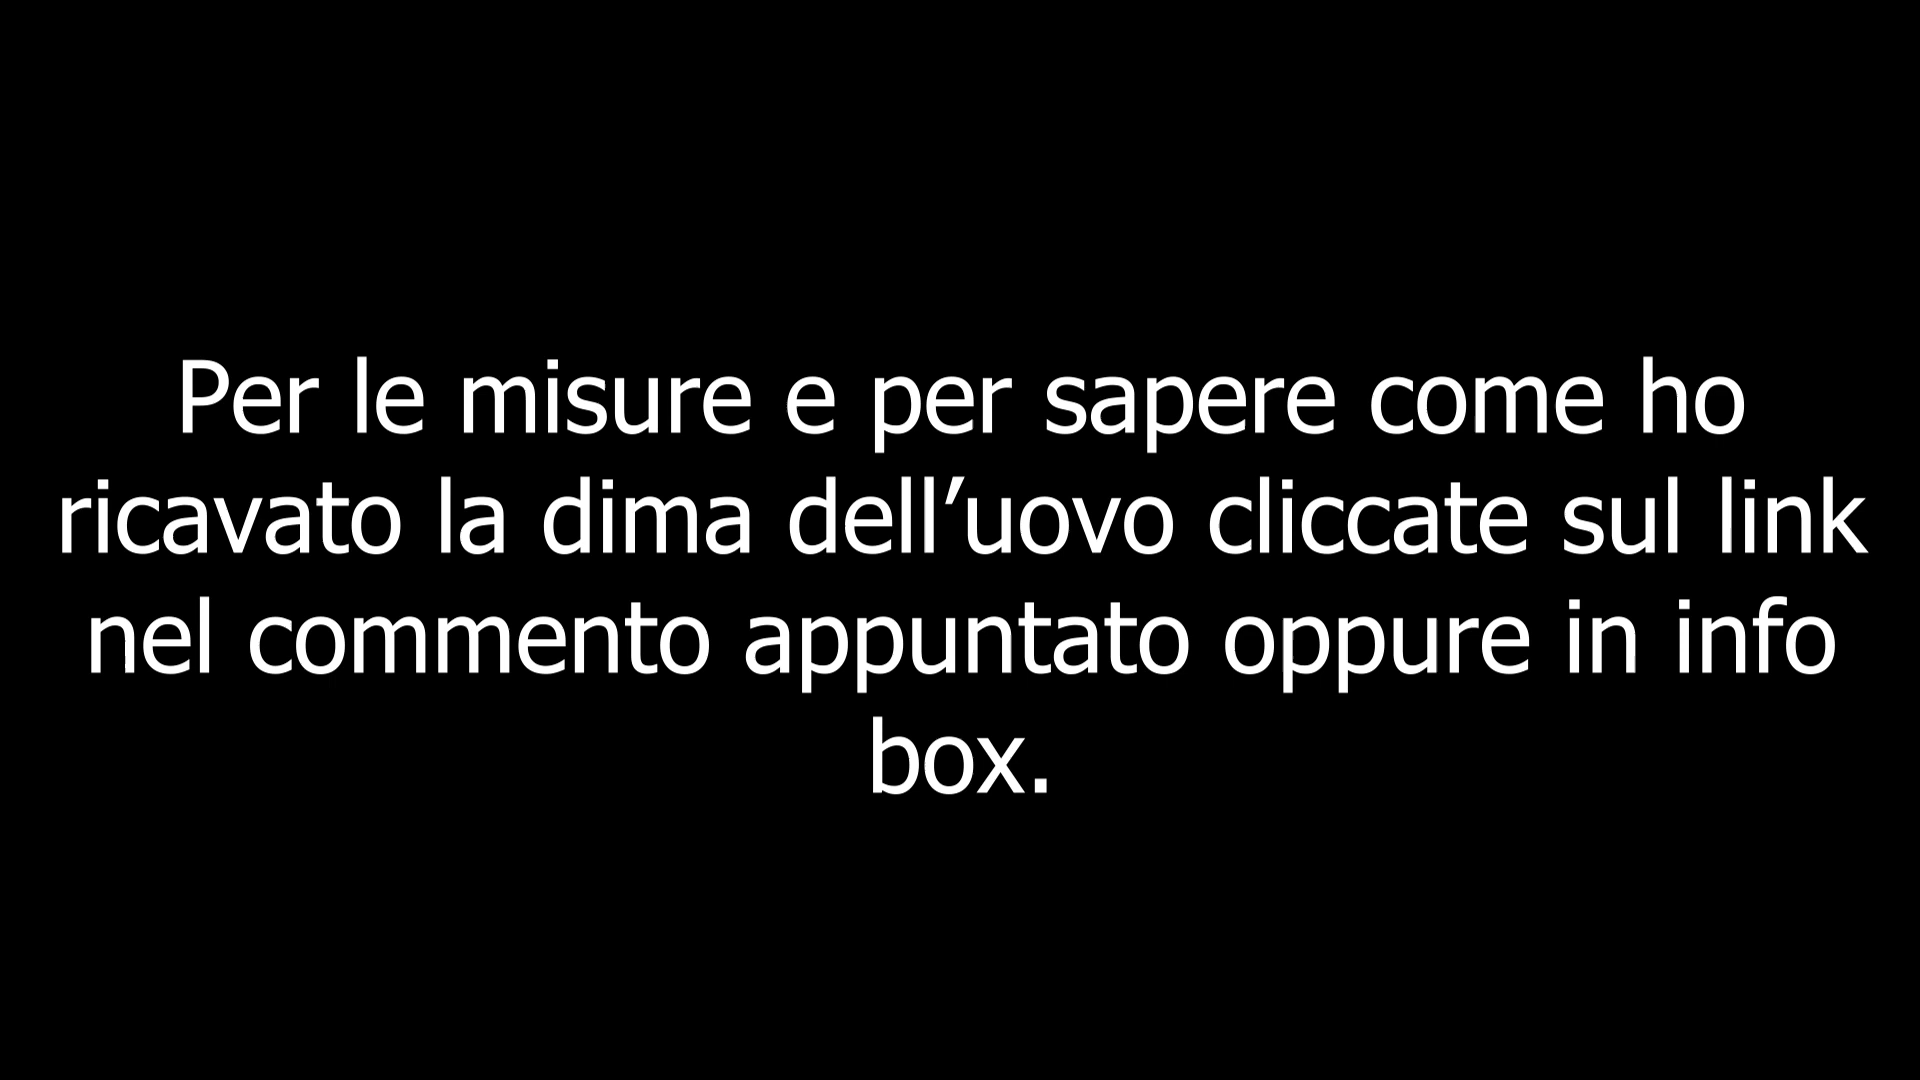 Per le misure e per sapere come ho
ricavato la dima dell’uovo cliccate sul link
nel commento appuntato oppure in info
box.